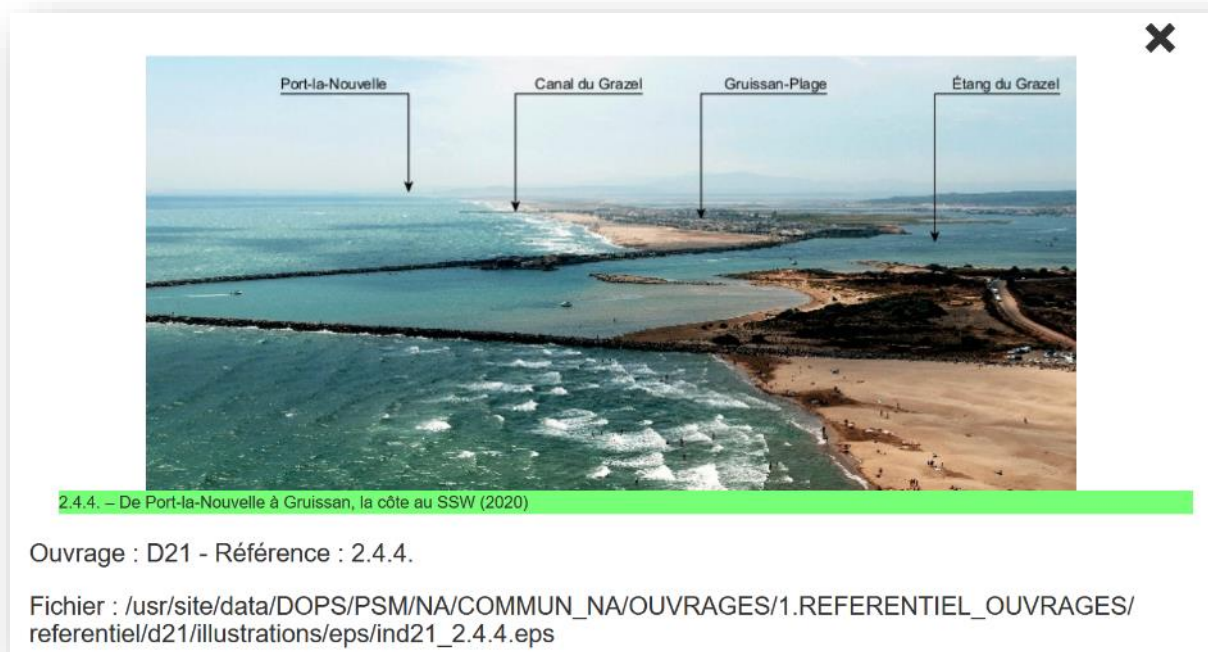 Port-la-Nouvelle
Canal du Grazel
Gruissan-Plage
Étang du Grazel
2.4.4. – De Port-la-Nouvelle à Gruissan, la côte au SSW (2020)
Ouvrage : D21 - Référence : 2.4.4.
Fichier : /usr/site/data/DOPS/PSM/NA/COMMUN_NA/OUVRAGES/1.REFERENTIEL_OUVRAGES/
referentiel/d21/illustrations/eps/ind21_2.4.4.eps